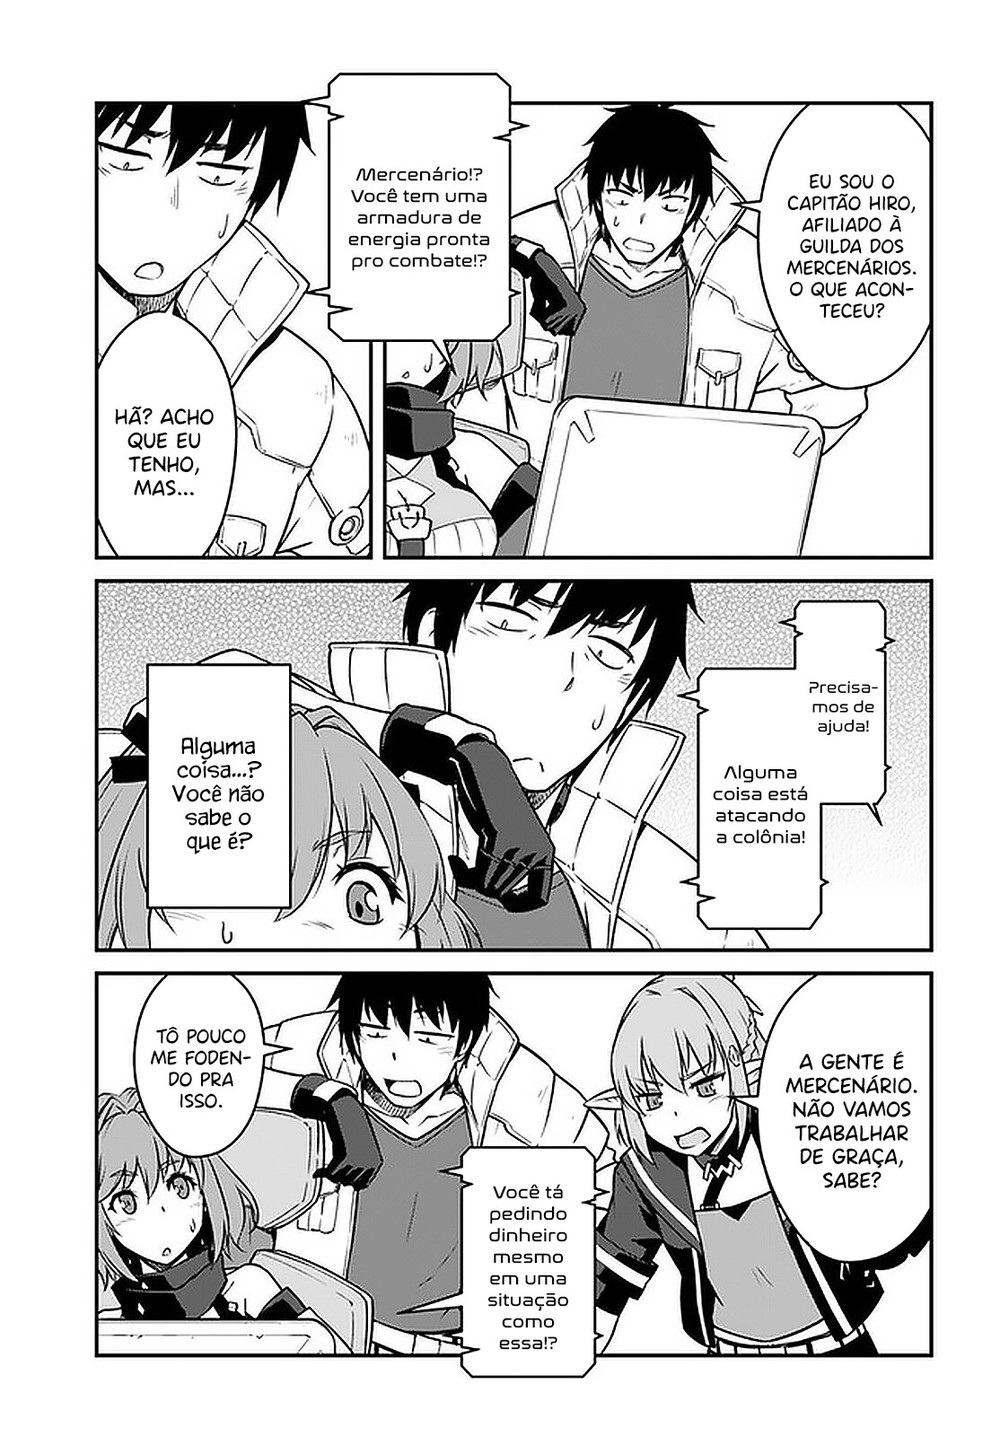 EU SOU O
CAPITÃO HIRO,
AFILIADO À
GUILDA DOS
MERCENÁRIOS.
O QUE ACON-
TECEU?
Mercenário!?
Você tem uma
armadura de
energia pronta
pro combate!?
HÃ? ACHO
QUE EU
TENHO,
MAS...
Precisa-
mos de
ajuda!
Alguma
coisa está
atacando
a colônia!
Alguma
coisa...?
Você não
sabe o
que é?
A GENTE É
MERCENÁRIO.
NÃO VAMOS
TRABALHAR
DE GRAÇA,
SABE?
Você tá
pedindo
dinheiro
mesmo
em uma
situação
como
essa!?
TÔ POUCO
ME FODEN-
DO PRA
ISSO.